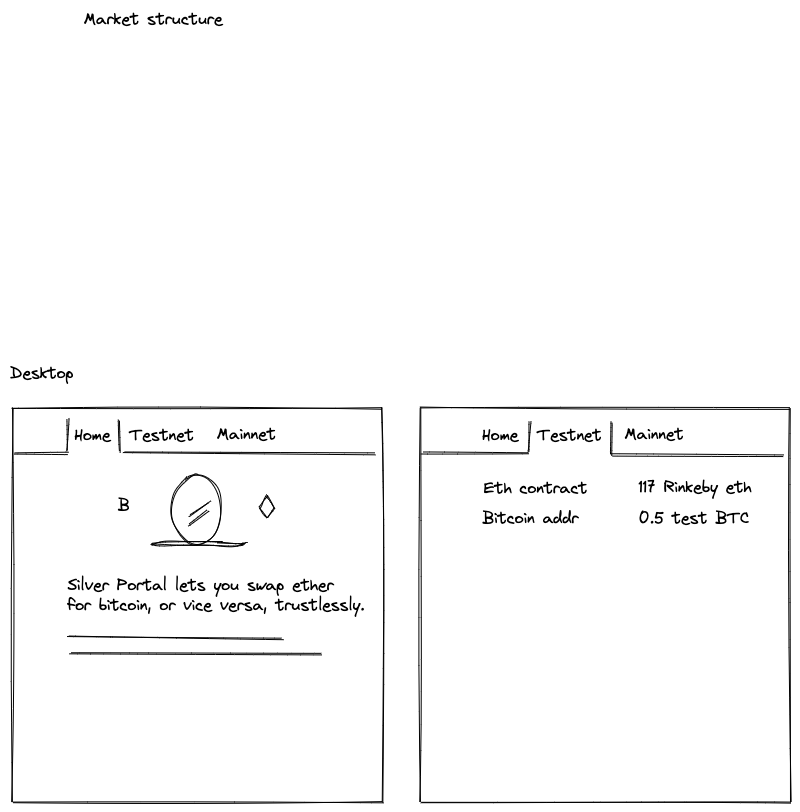 Market structure
Desktop
Home Testnet Mainnet
B
Silver Portal lets you swap ether
for bitcoin, or vice versa, trustlessly.
Home Testnet Mainnet
Eth contract 117 Rinkeby eth
Bitcoin addr 0.5 test BTC